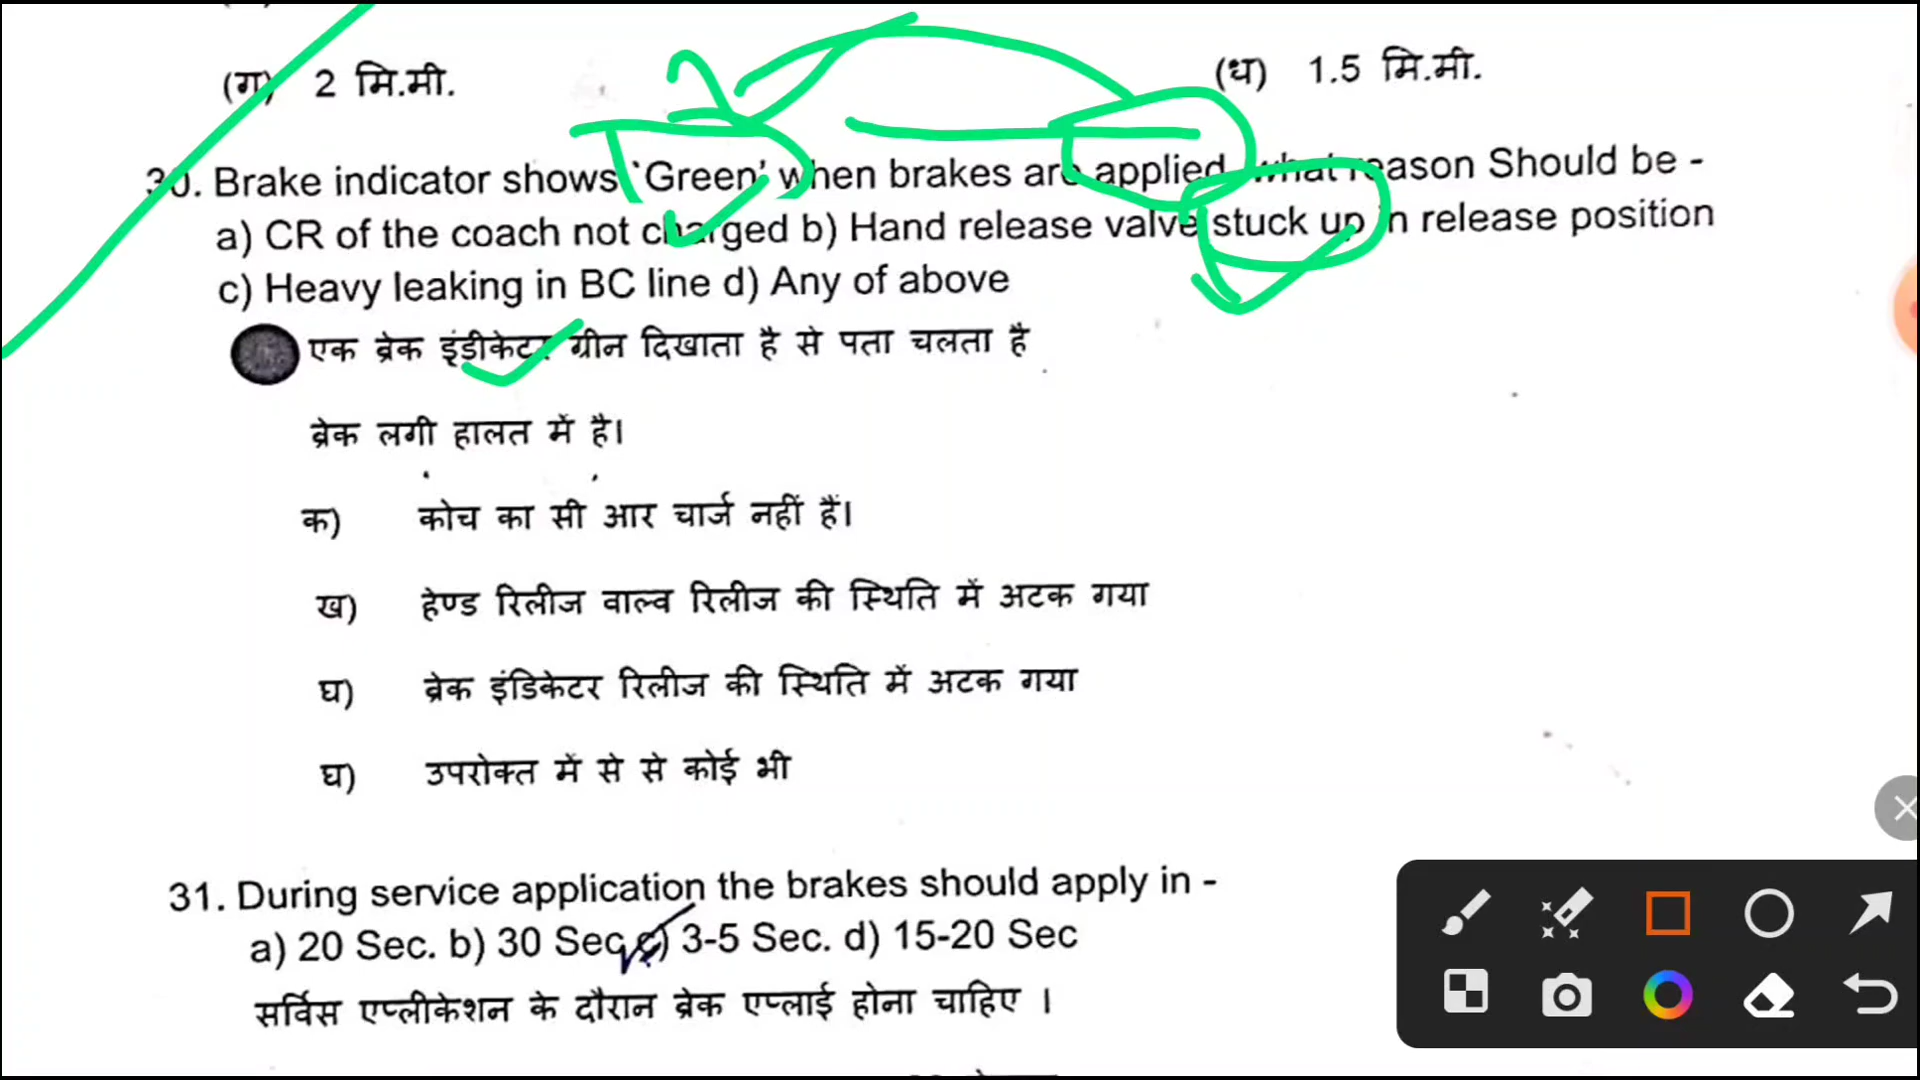 (ग) 2 मि.मी. (ध) 1.5 मि.मी.
30. Brake indicator shows 'Green' when brakes are applied, what reason Should be -
a) CR of the coach not charged b) Hand release valve stuck up in release position
c) Heavy leaking in BC line d) Any of above
एक ब्रेक इंडीकेटर ग्रीन दिखाता है से पता चलता है
ब्रेक लगी हालत में है।
क) कोच का सी आर चार्ज नहीं हैं।
ख) हेण्ड रिलीज वाल्व रिलीज की स्थिति में अटक गया
घ) ब्रेक इंडिकेटर रिलीज की स्थिति में अटक गया
घ) उपरोक्त में से से कोई भी
31. During service application the brakes should apply in -
a) 20 Sec. b) 30 Sec c) 3-5 Sec. d) 15-20 Sec
सर्विस एप्लीकेशन के दौरान ब्रेक एप्लाई होना चाहिए ।